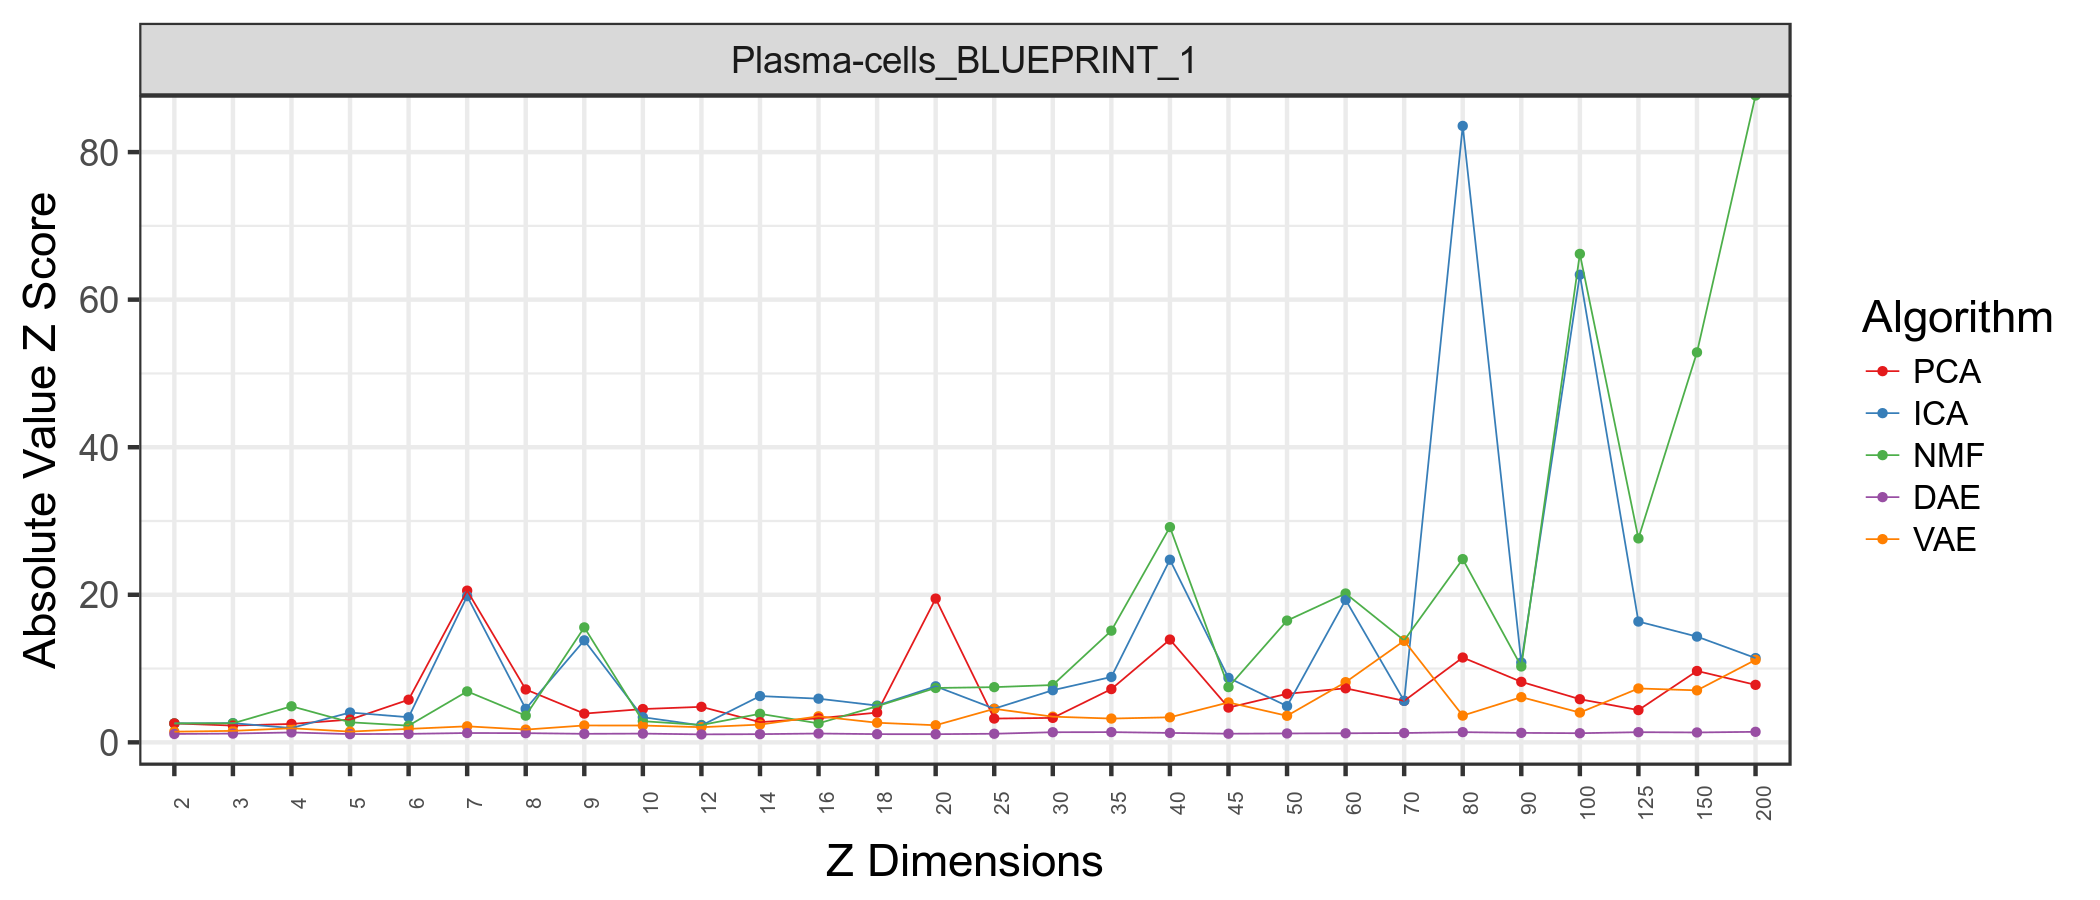 Plasma-cells_BLUEPRINT_1
Absolute Value Z Score
80
60
40
20
0
2 3 4 5 6 7 8 9 10 12 14 16 18 20 25 30 35 40 45 50 60 70 80 90 100 125 150 200
Z Dimensions
Algorithm
PCA
ICA
NMF
DAE
VAE